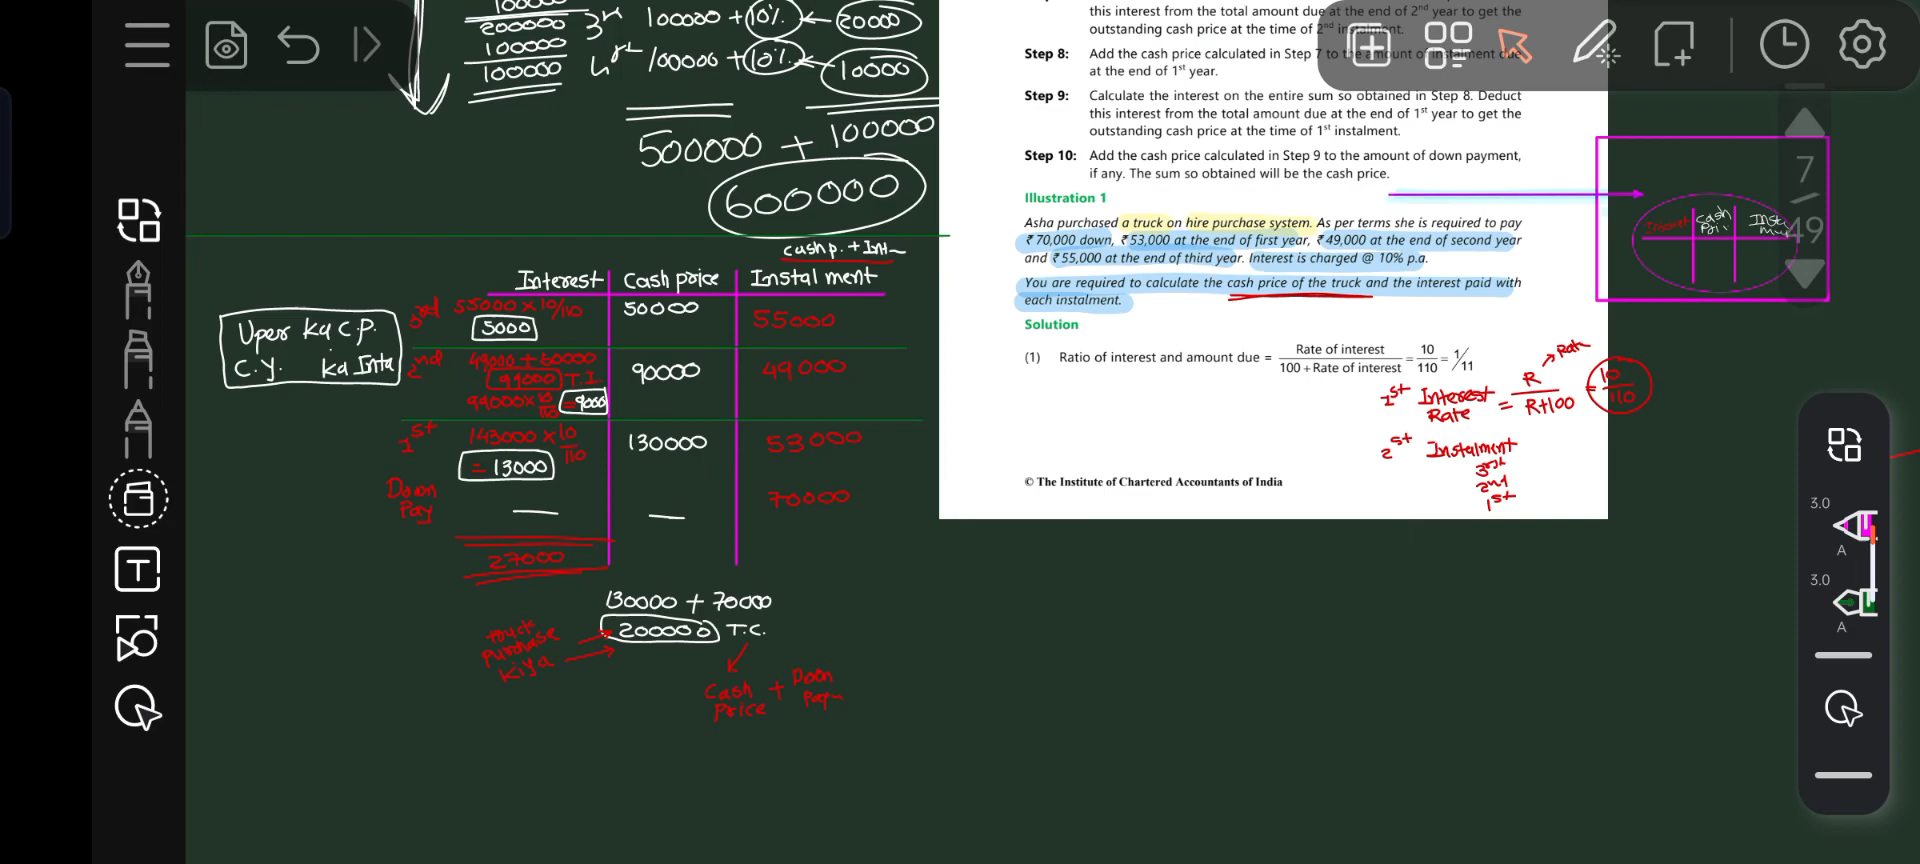 100000
200000
100000
100000
3rd 100000 + 10% ← 20000
4th 100000 + 10% ← 10000
500000 + 100000
600000
cash p. + Int
Interest Cash price Instalment
3rd 55000 × 10/110 50000 55000
5000
2nd 49000 + 50000 90000 49000
99000 T.I.
99000 × 10/110 = 9000
1st 143000 × 10/110 130000 53000
= 13000
Down Pay — — 70000
27000
Uper ka C.P.
C.Y. ka Inta
130000 + 70000
200000 T.C.
truck
Purchase
Kiya
Cash Price + Down Pay
this interest from the total amount due at the end of 2nd year to get the
outstanding cash price at the time of 2nd instalment.
Step 8: Add the cash price calculated in Step 7 to the amount of instalment due
at the end of 1st year.
Step 9: Calculate the interest on the entire sum so obtained in Step 8. Deduct
this interest from the total amount due at the end of 1st year to get the
outstanding cash price at the time of 1st instalment.
Step 10: Add the cash price calculated in Step 9 to the amount of down payment,
if any. The sum so obtained will be the cash price.
Illustration 1
Asha purchased a truck on hire purchase system. As per terms she is required to pay
₹ 70,000 down, ₹ 53,000 at the end of first year, ₹ 49,000 at the end of second year
and ₹ 55,000 at the end of third year. Interest is charged @ 10% p.a.
You are required to calculate the cash price of the truck and the interest paid with
each instalment.
Solution
(1) Ratio of interest and amount due = Rate of interest / 100 + Rate of interest = 10/110 = 1/11
Rate
1st Interest Rate = R / R+100 = 10/110
2st Instalment
3rd
2nd
1st
© The Institute of Chartered Accountants of India
Interest Cash
7
49
T
3.0
A
3.0
A